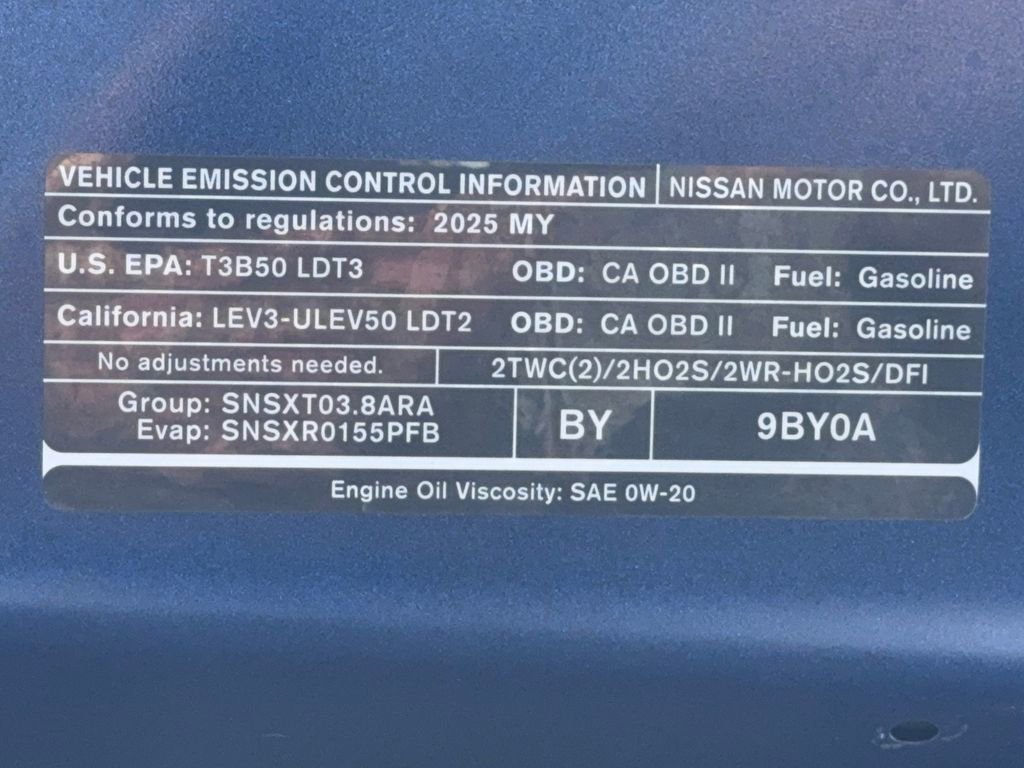 VEHICLE EMISSION CONTROL INFORMATION NISSAN MOTOR CO., LTD.
Conforms to regulations: 2025 MY
U.S. EPA: T3B50 LDT3 OBD: CA OBD II Fuel: Gasoline
California: LEV3-ULEV50 LDT2 OBD: CA OBD II Fuel: Gasoline
No adjustments needed. 2TWC(2)/2HO2S/2WR-HO2S/DFI
Group: SNSXT03.8ARA
Evap: SNSXR0155PFB
BY 9BY0A
Engine Oil Viscosity: SAE 0W-20